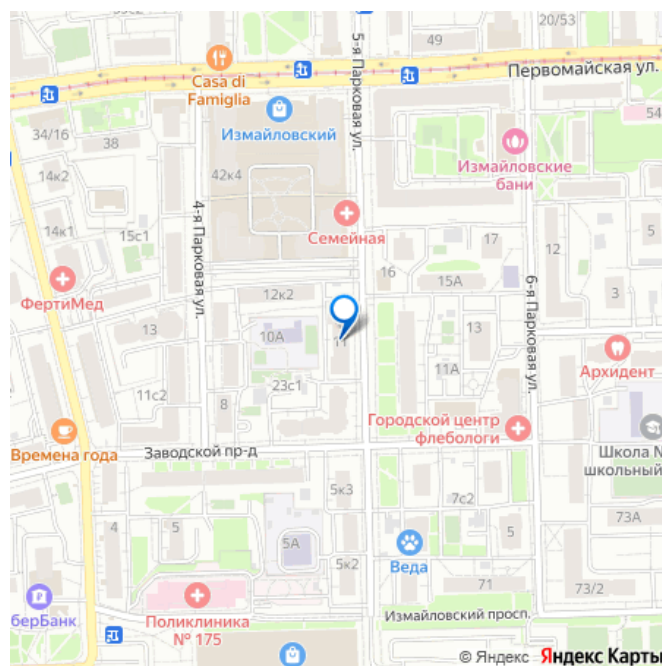 20/53
49
Первомайская ул.
Casa di
Famiglia
5-я Парковая ул.
54
34/16
38
Измайловский
Измайловские
бани
14к2
42к4
4-я Парковая ул.
14к1
15с1
Семейная
17
12
16
15А
6-я Парковая ул.
3
ФертиМед
12к2
13
10А
11
13
11А
Архидент
23с1
11с2
8
Городской центр
флебологи
Времена года
Заводской пр-д
Школа №
школьный
5к3
7с2
4
5
5А
5
73А
Веда
5к2
71
73/2
берБанк
Поликлиника
№ 175
Измайловский просп.
© Яндекс Яндекс Карты